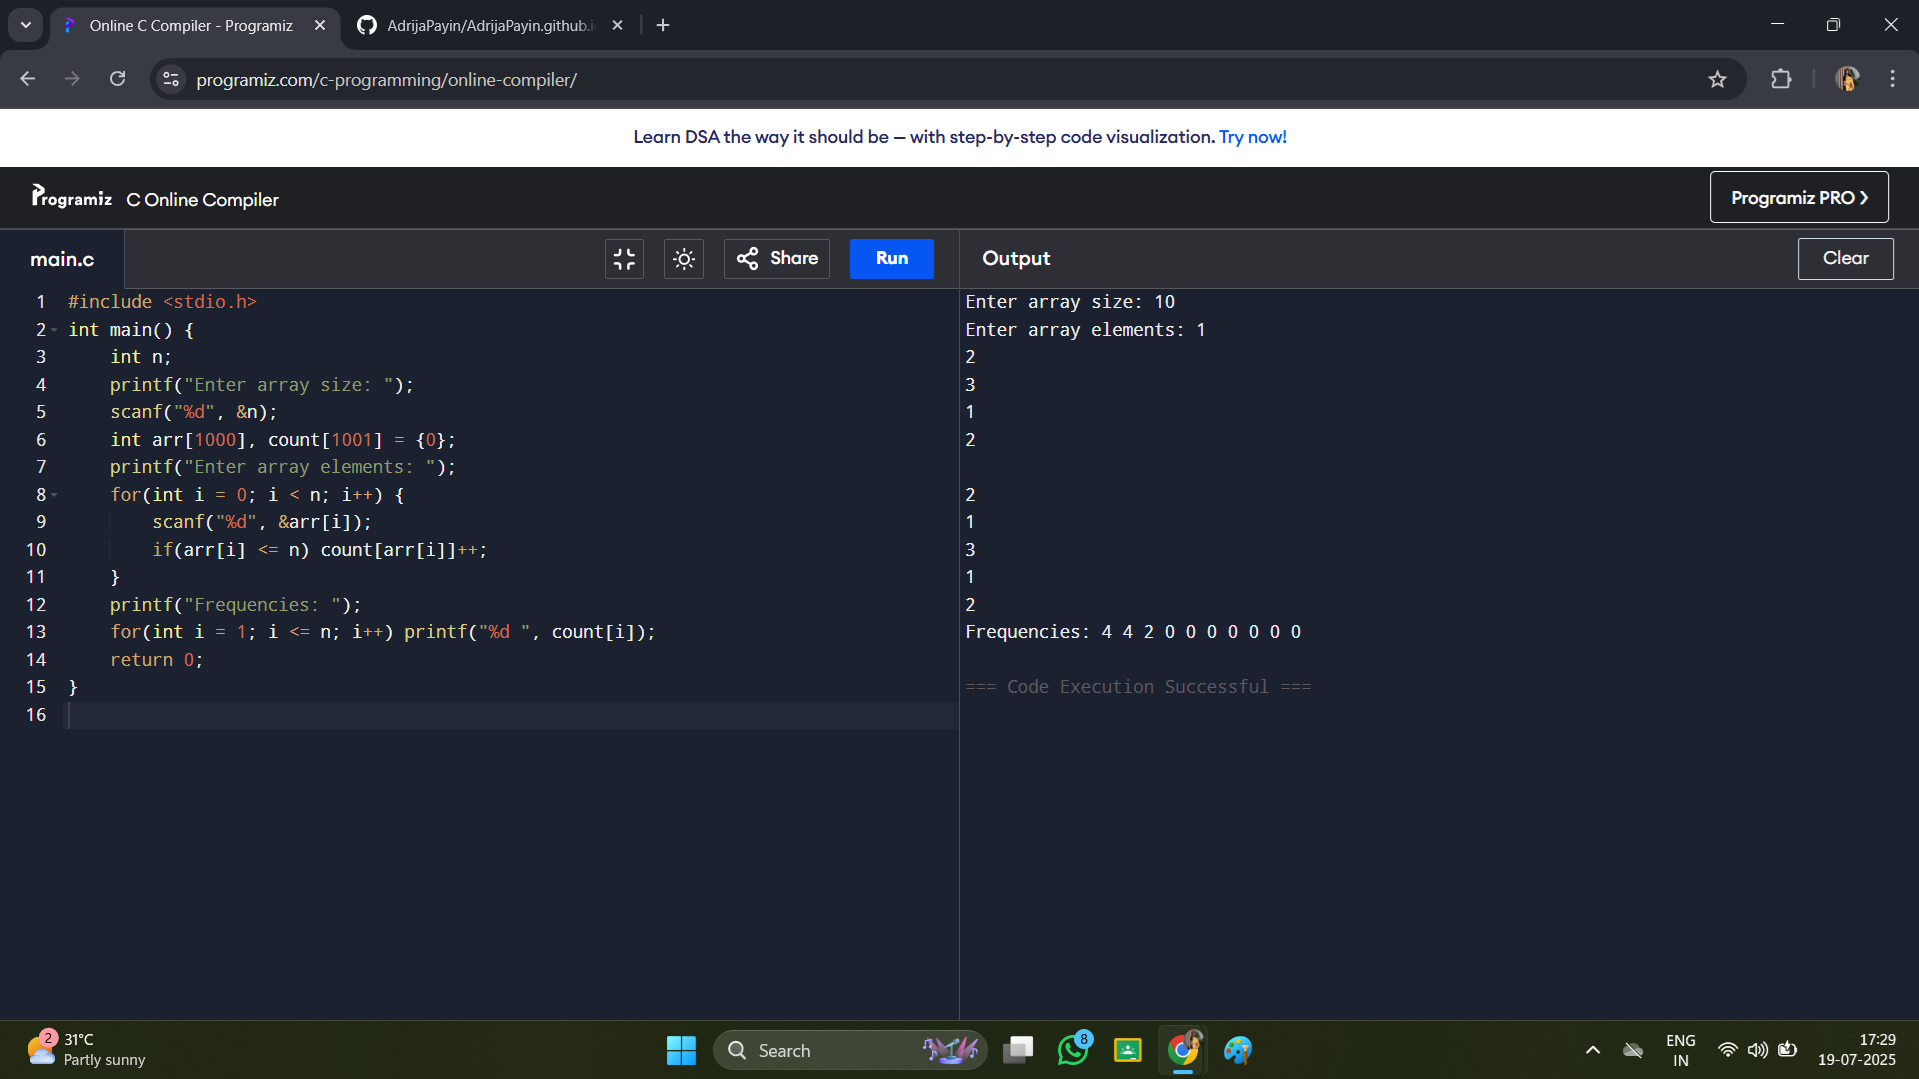 Online C Compiler - Programiz
AdrijaPayin/AdrijaPayin.github.i
programiz.com/c-programming/online-compiler/
Learn DSA the way it should be — with step-by-step code visualization. Try now!
Programiz C Online Compiler
Programiz PRO
main.c
Share
Run
Output
Clear
1 #include <stdio.h>
2 int main() {
3     int n;
4     printf("Enter array size: ");
5     scanf("%d", &n);
6     int arr[1000], count[1001] = {0};
7     printf("Enter array elements: ");
8     for(int i = 0; i < n; i++) {
9         scanf("%d", &arr[i]);
10         if(arr[i] <= n) count[arr[i]]++;
11     }
12     printf("Frequencies: ");
13     for(int i = 1; i <= n; i++) printf("%d ", count[i]);
14     return 0;
15 }
16
Enter array size: 10
Enter array elements: 1
2
3
1
2
2
1
3
1
2
Frequencies: 4 4 2 0 0 0 0 0 0 0
=== Code Execution Successful ===
2
31°C
Partly sunny
Search
8
ENG
IN
17:29
19-07-2025